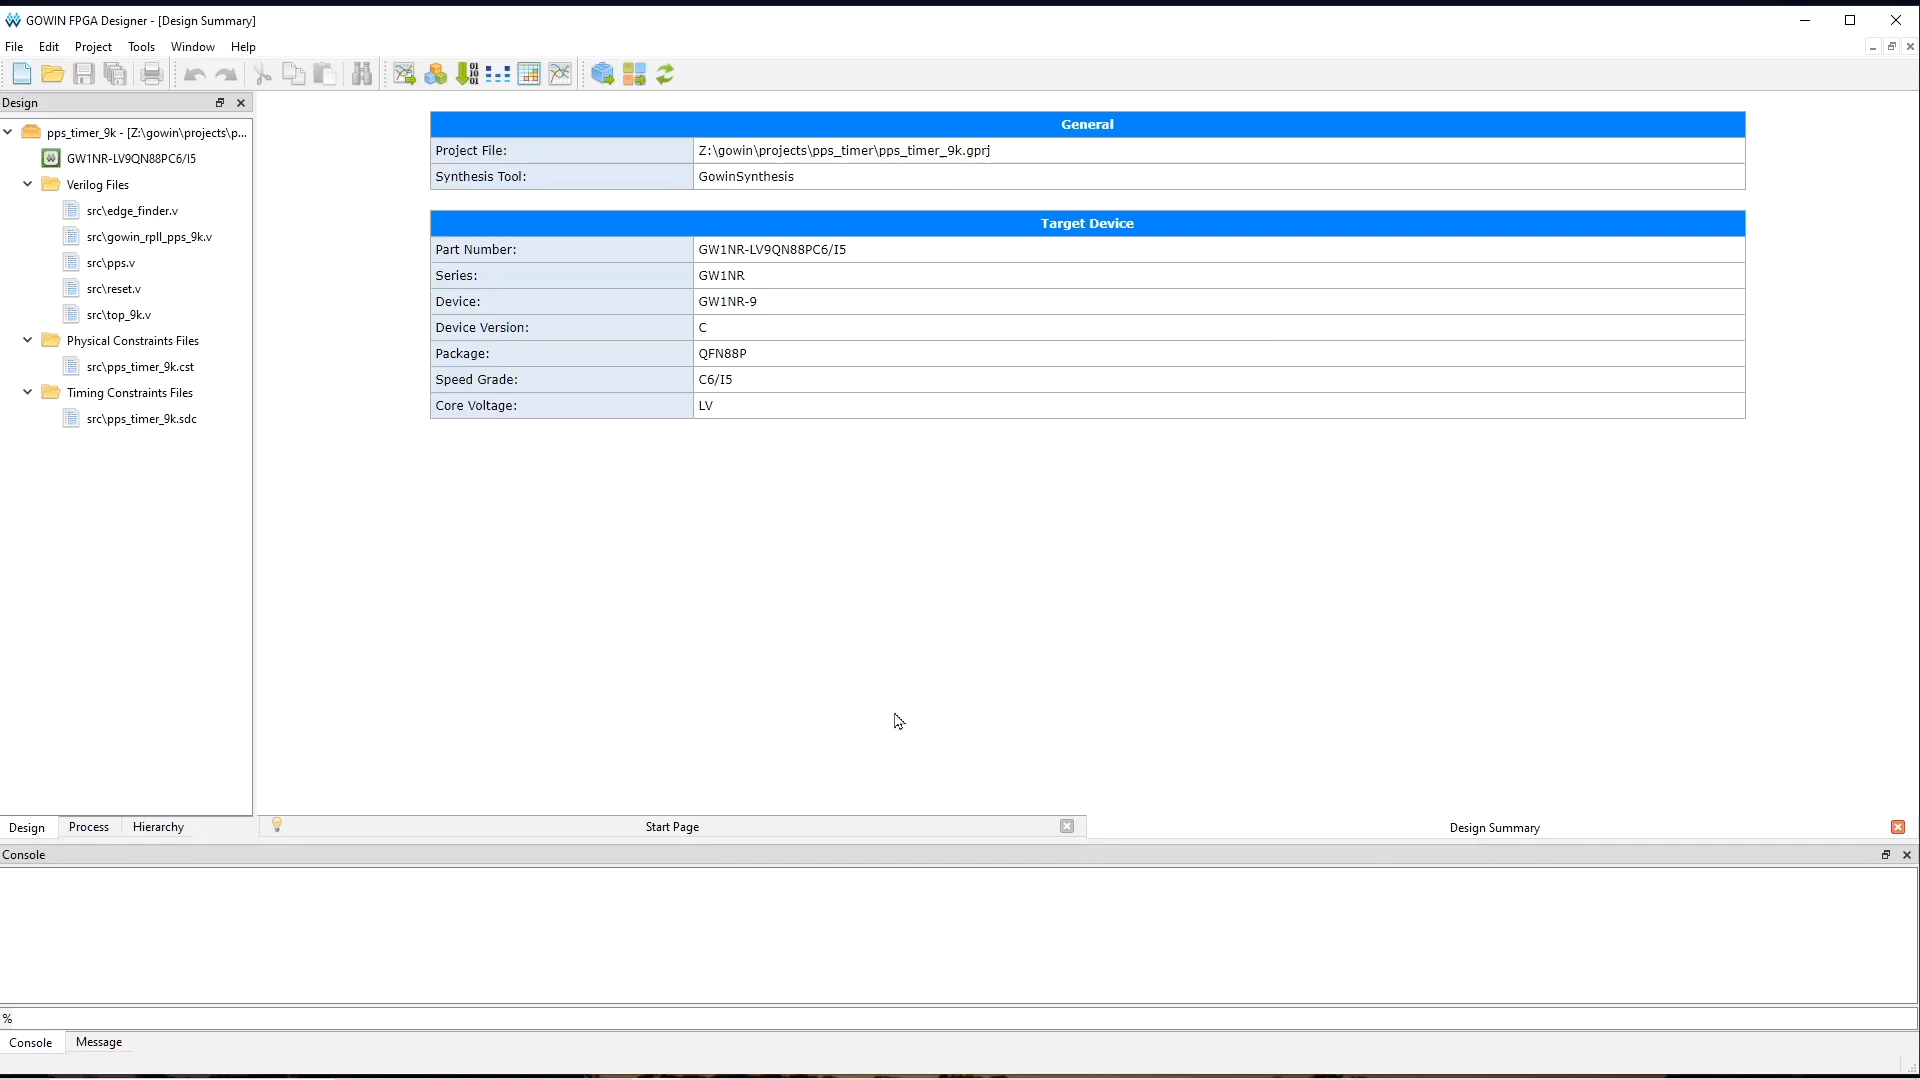 GOWIN FPGA Designer - [Design Summary]
File Edit Project Tools Window Help
Design
pps_timer_9k - [Z:\gowin\projects\p...
GW1NR-LV9QN88PC6/I5
Verilog Files
src\edge_finder.v
src\gowin_rpll_pps_9k.v
src\pps.v
src\reset.v
src\top_9k.v
Physical Constraints Files
src\pps_timer_9k.cst
Timing Constraints Files
src\pps_timer_9k.sdc
General
Project File: Z:\gowin\projects\pps_timer\pps_timer_9k.gprj
Synthesis Tool: GowinSynthesis
Target Device
Part Number: GW1NR-LV9QN88PC6/I5
Series: GW1NR
Device: GW1NR-9
Device Version: C
Package: QFN88P
Speed Grade: C6/I5
Core Voltage: LV
Design Process Hierarchy
Start Page
Design Summary
Console
%
Console Message